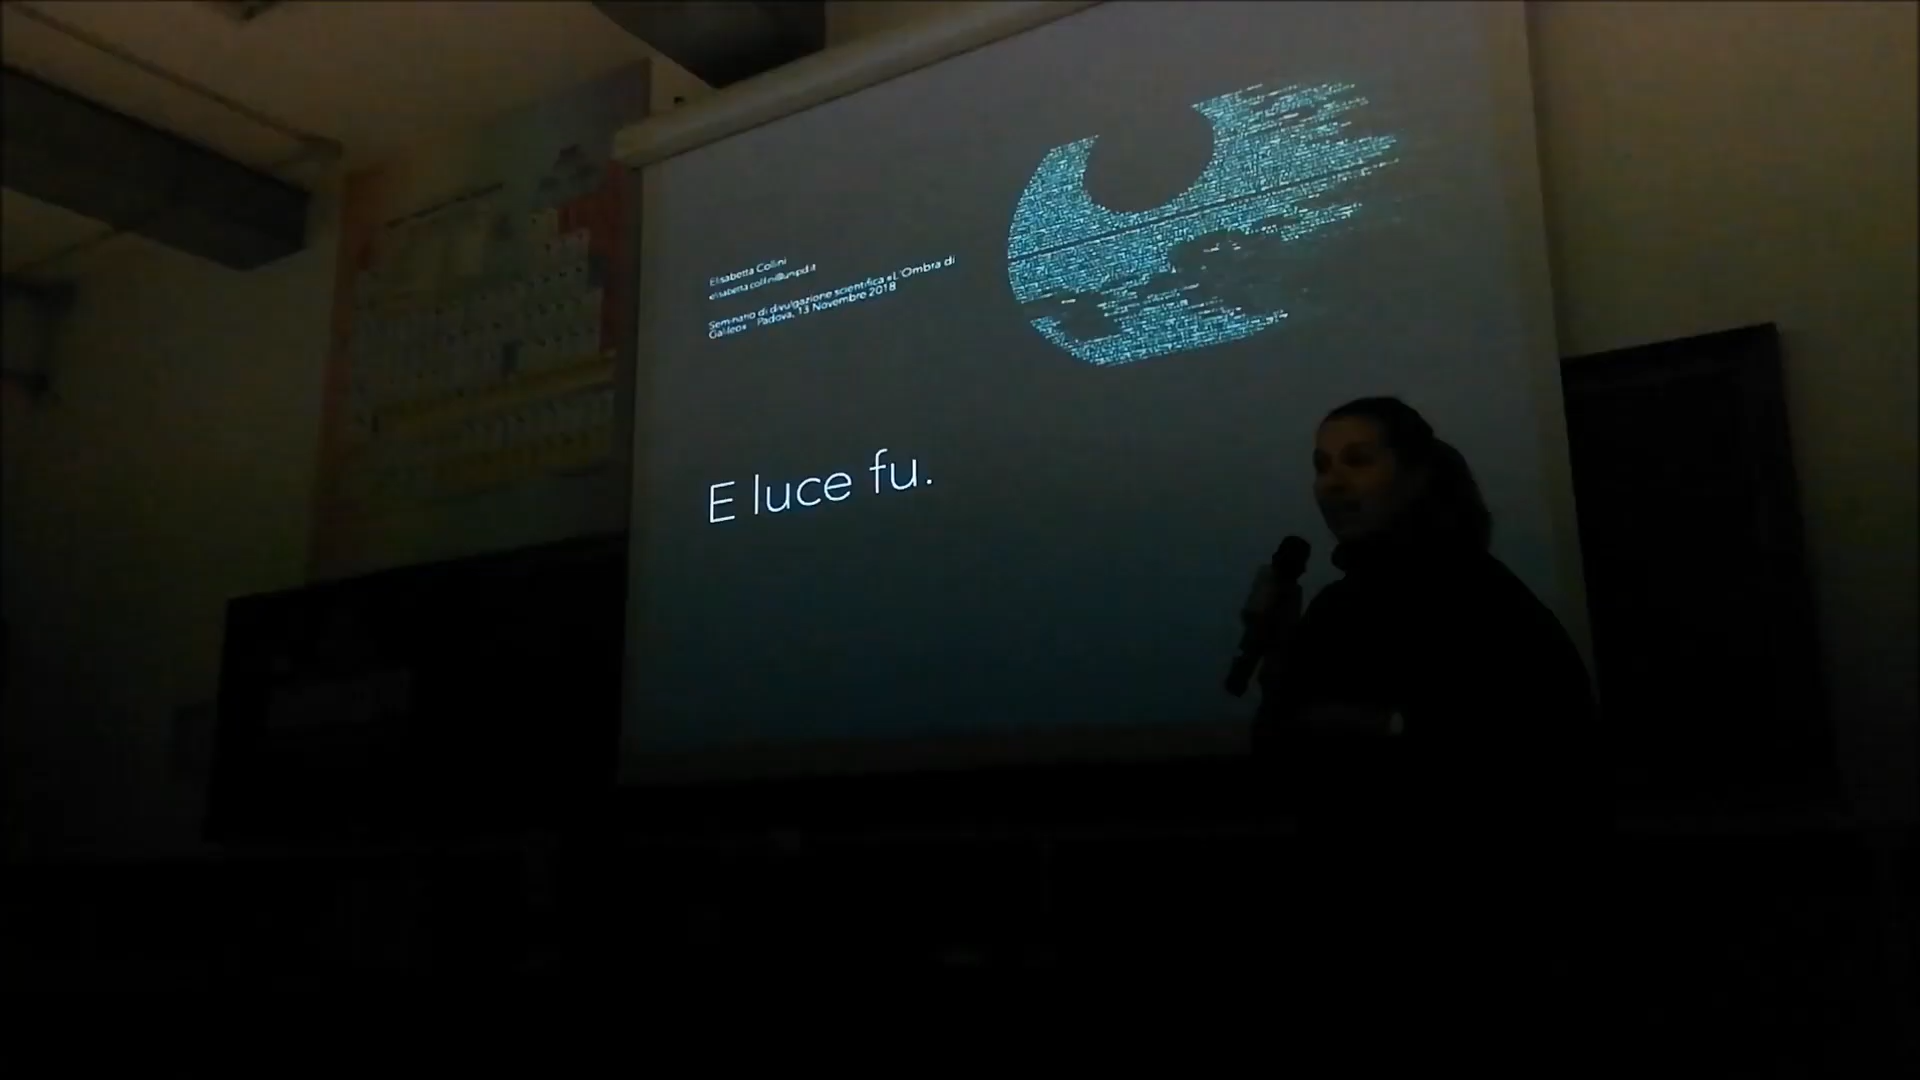 Elisabetta Collini
elisabetta.collini@unipd.it
Seminario di divulgazione scientifica «L'Ombra di
Galileo» - Padova, 13 Novembre 2018
E luce fu.